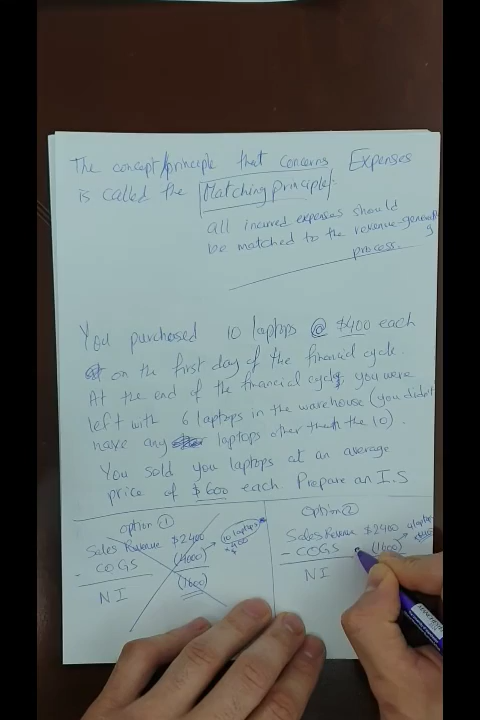 The concept/principle that concerns Expenses
is called the Matching principle.
all incurred expenses should
be matched to the revenue-generating
process.
You purchased 10 laptops @ $400 each
on the first day of the financial cycle.
At the end of the financial cycle, you were
left with 6 laptops in the warehouse (you didn't
have any laptops other than the 10).
You sold you laptops at an average
price of $600 each. Prepare an I.S
option ①
Sales Revenue $2400
- COGS (4000) → 10 laptops
× 400
NI (1600)
Option ②
Sales Revenue $2400
- COGS (1600) → 4 laptops
NI